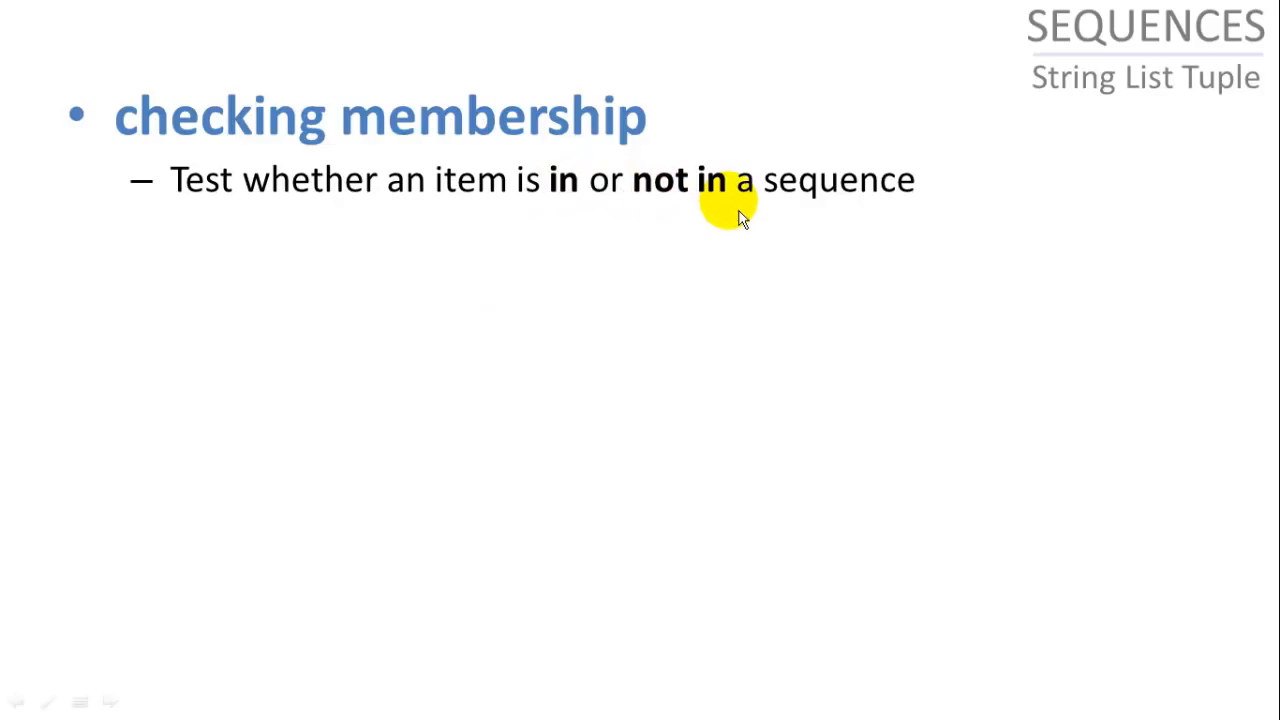 SEQUENCES
String List Tuple
• checking membership
– Test whether an item is in or not in a sequence